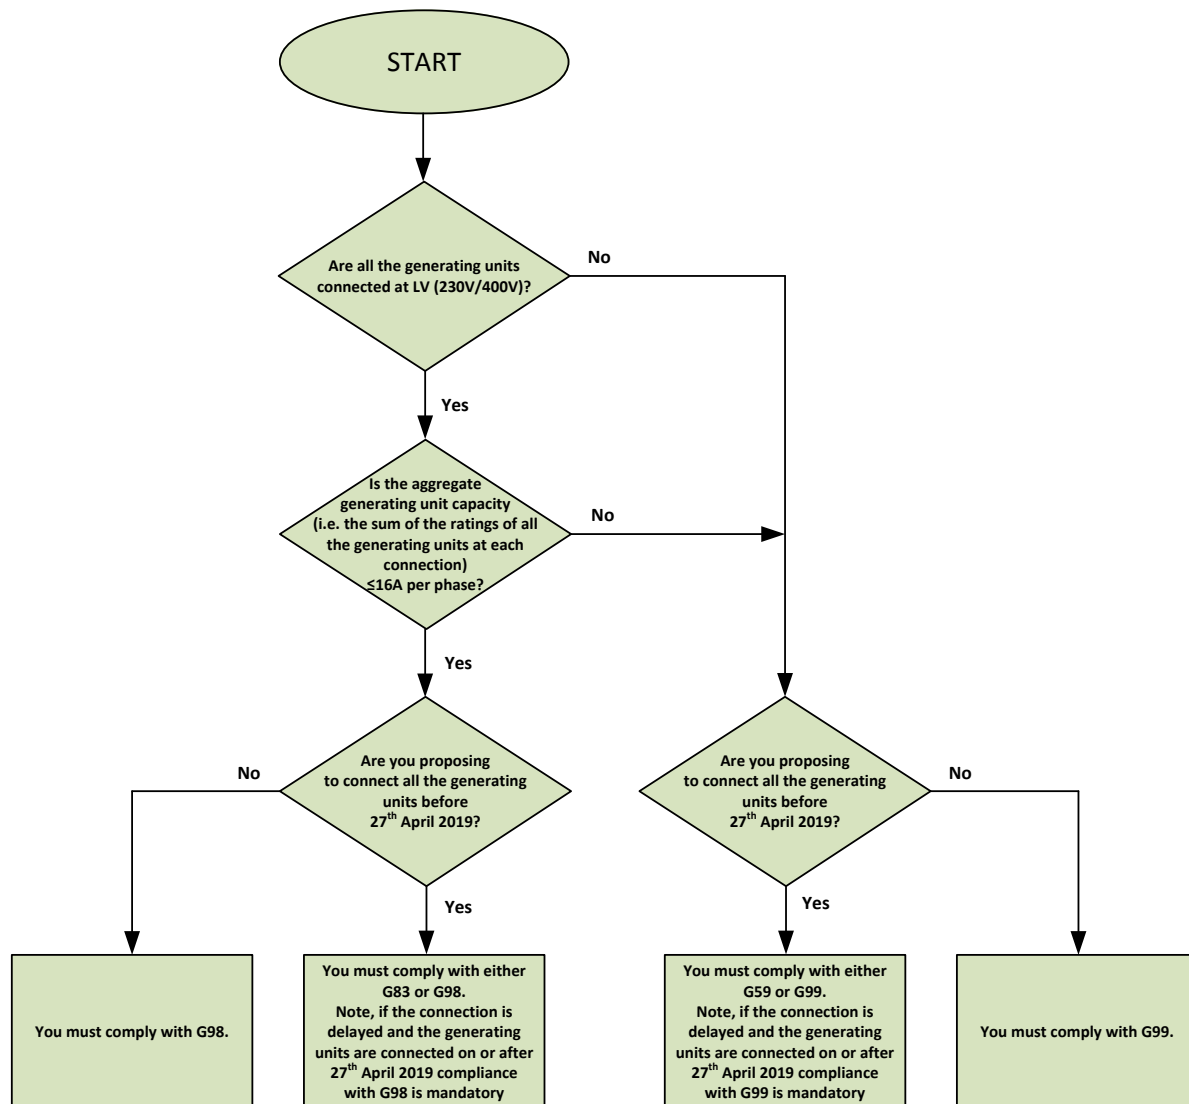 START
Are all the generating units
connected at LV (230V/400V)?
No
Yes
Is the aggregate
generating unit capacity
(i.e. the sum of the ratings of all
the generating units at each
connection)
≤16A per phase?
No
Yes
Are you proposing
to connect all the generating
units before
27th April 2019?
No
Yes
Are you proposing
to connect all the generating
units before
27th April 2019?
No
Yes
You must comply with G98.
You must comply with either
G83 or G98.
Note, if the connection is
delayed and the generating
units are connected on or after
27th April 2019 compliance
with G98 is mandatory
You must comply with either
G59 or G99.
Note, if the connection is
delayed and the generating
units are connected on or after
27th April 2019 compliance
with G99 is mandatory
You must comply with G99.